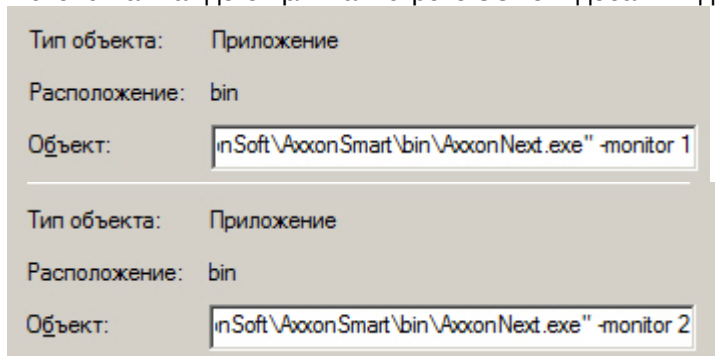 Тип объекта: Приложение
Расположение: bin
Объект: nSoft\AxxonSmart\bin\AxxonNext.exe" -monitor 1
Тип объекта: Приложение
Расположение: bin
Объект: nSoft\AxxonSmart\bin\AxxonNext.exe" -monitor 2